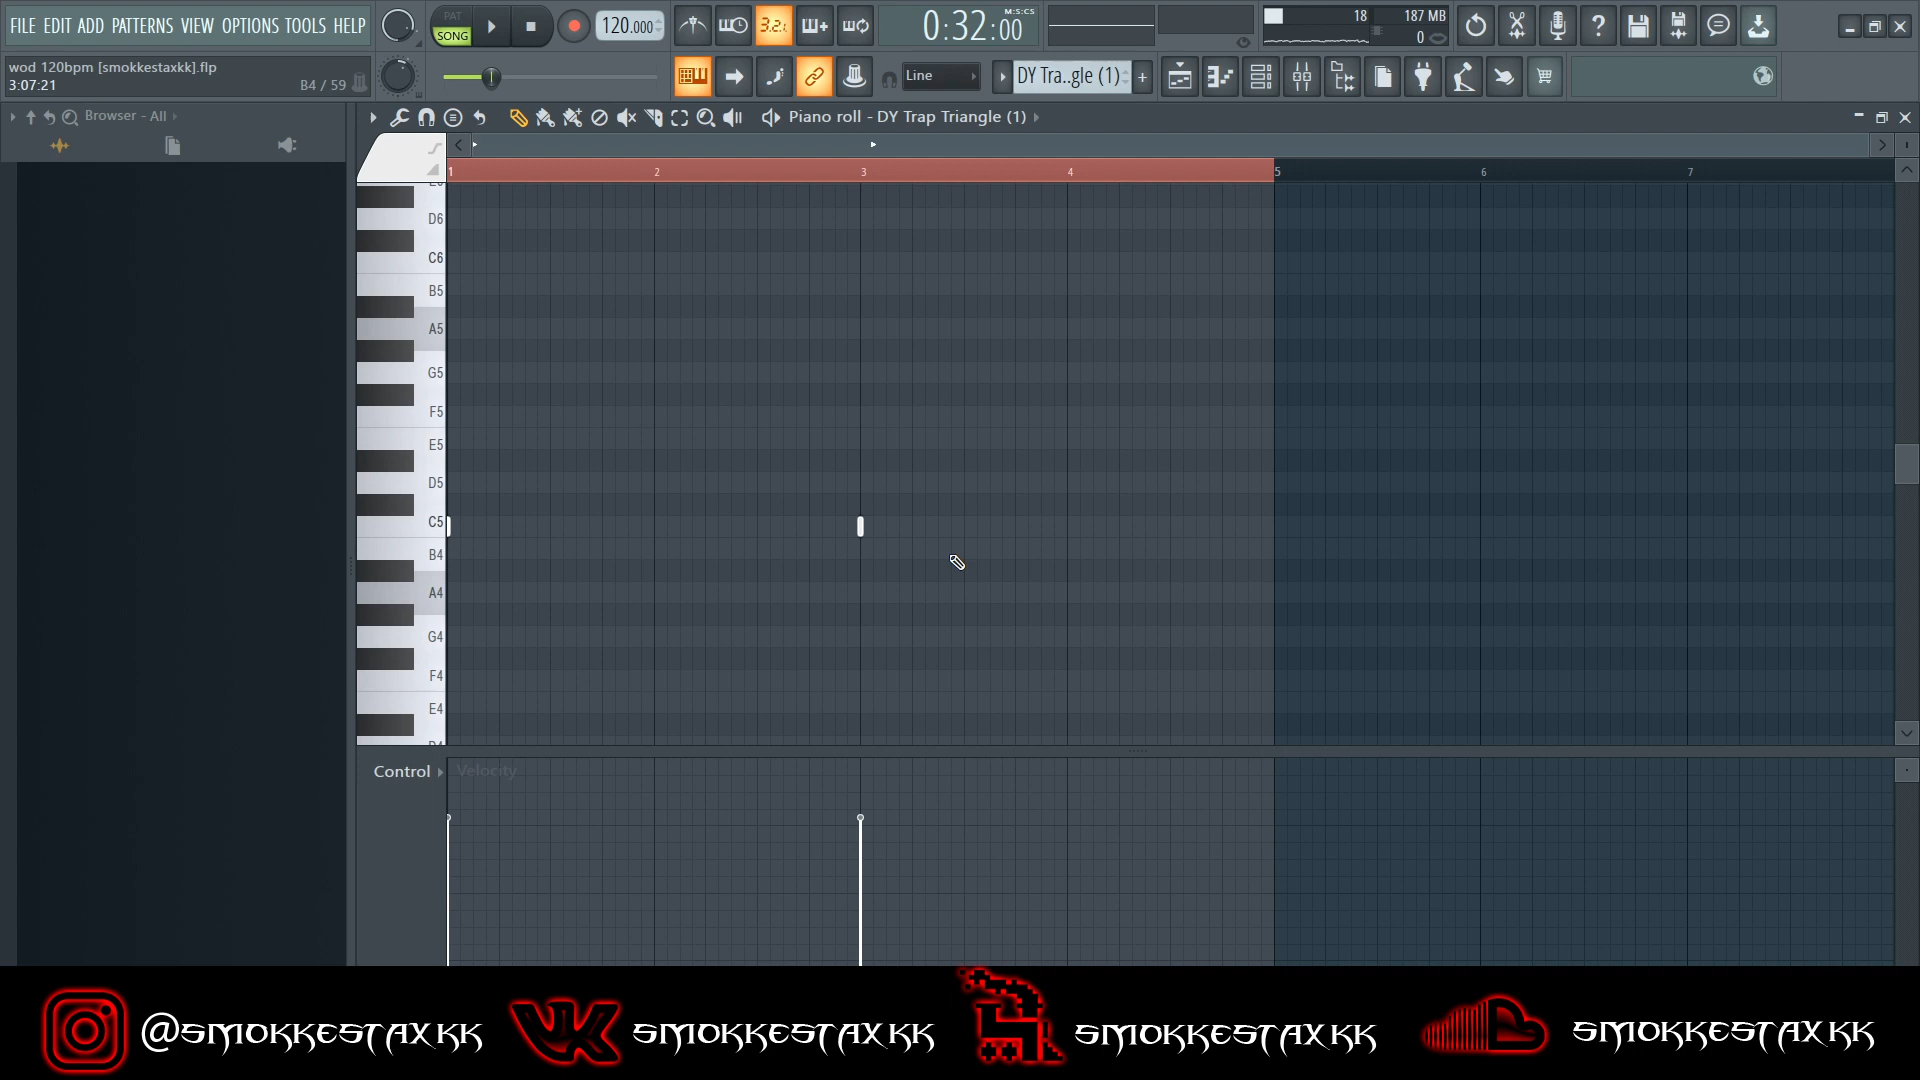 FILE EDIT ADD PATTERNS VIEW OPTIONS TOOLS HELP
PAT
SONG
120.000
3.2.
0:32:00
M:S:CS
18
187 MB
0
wod 120bpm [smokkestaxkk].flp
3:07:21
B4 / 59
Line
DY Tra..gle (1)
+
Browser - All
Piano roll - DY Trap Triangle (1)
1
2
3
4
5
6
7
D6
C6
B5
A5
G5
F5
E5
D5
C5
B4
A4
G4
F4
E4
Control
Velocity
@SMOKKESTAXKK
SMOKKESTAXKK
SMOKKESTAXKK
SMOKKESTAXKK